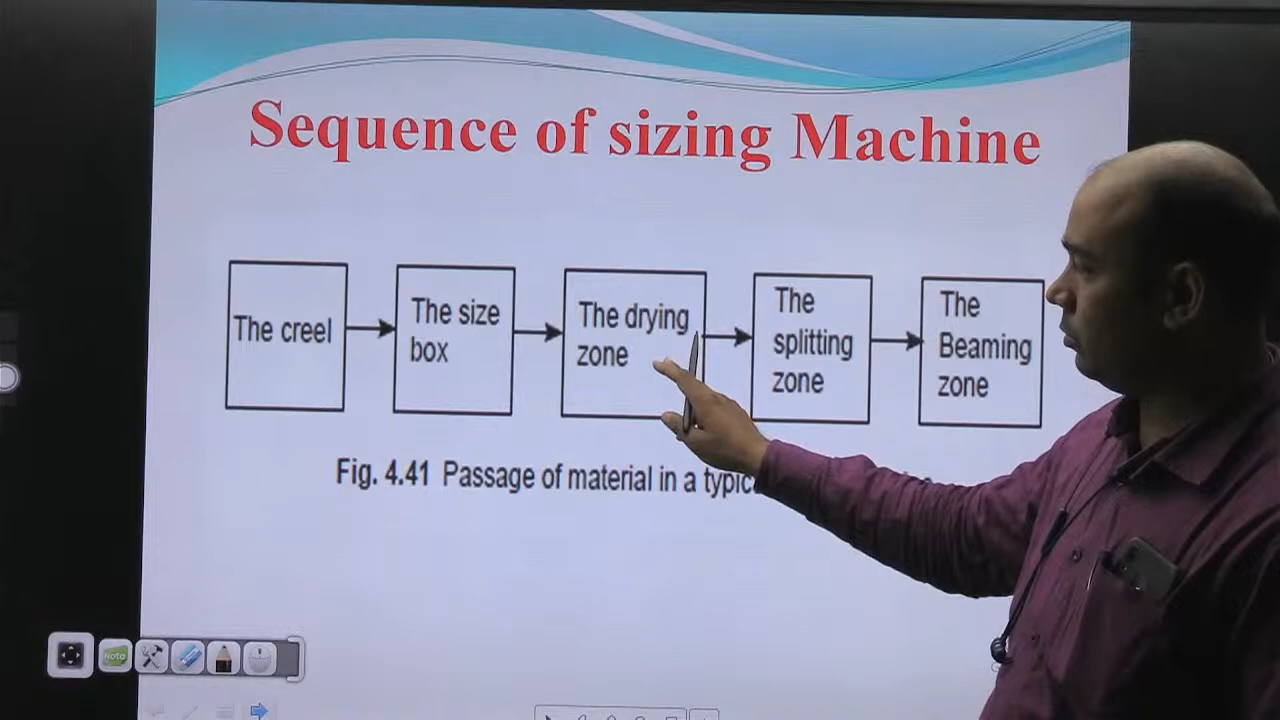 Sequence of sizing Machine
The creel
The size
box
The drying
zone
The
splitting
zone
The
Beaming
zone
Fig. 4.41 Passage of material in a
Note